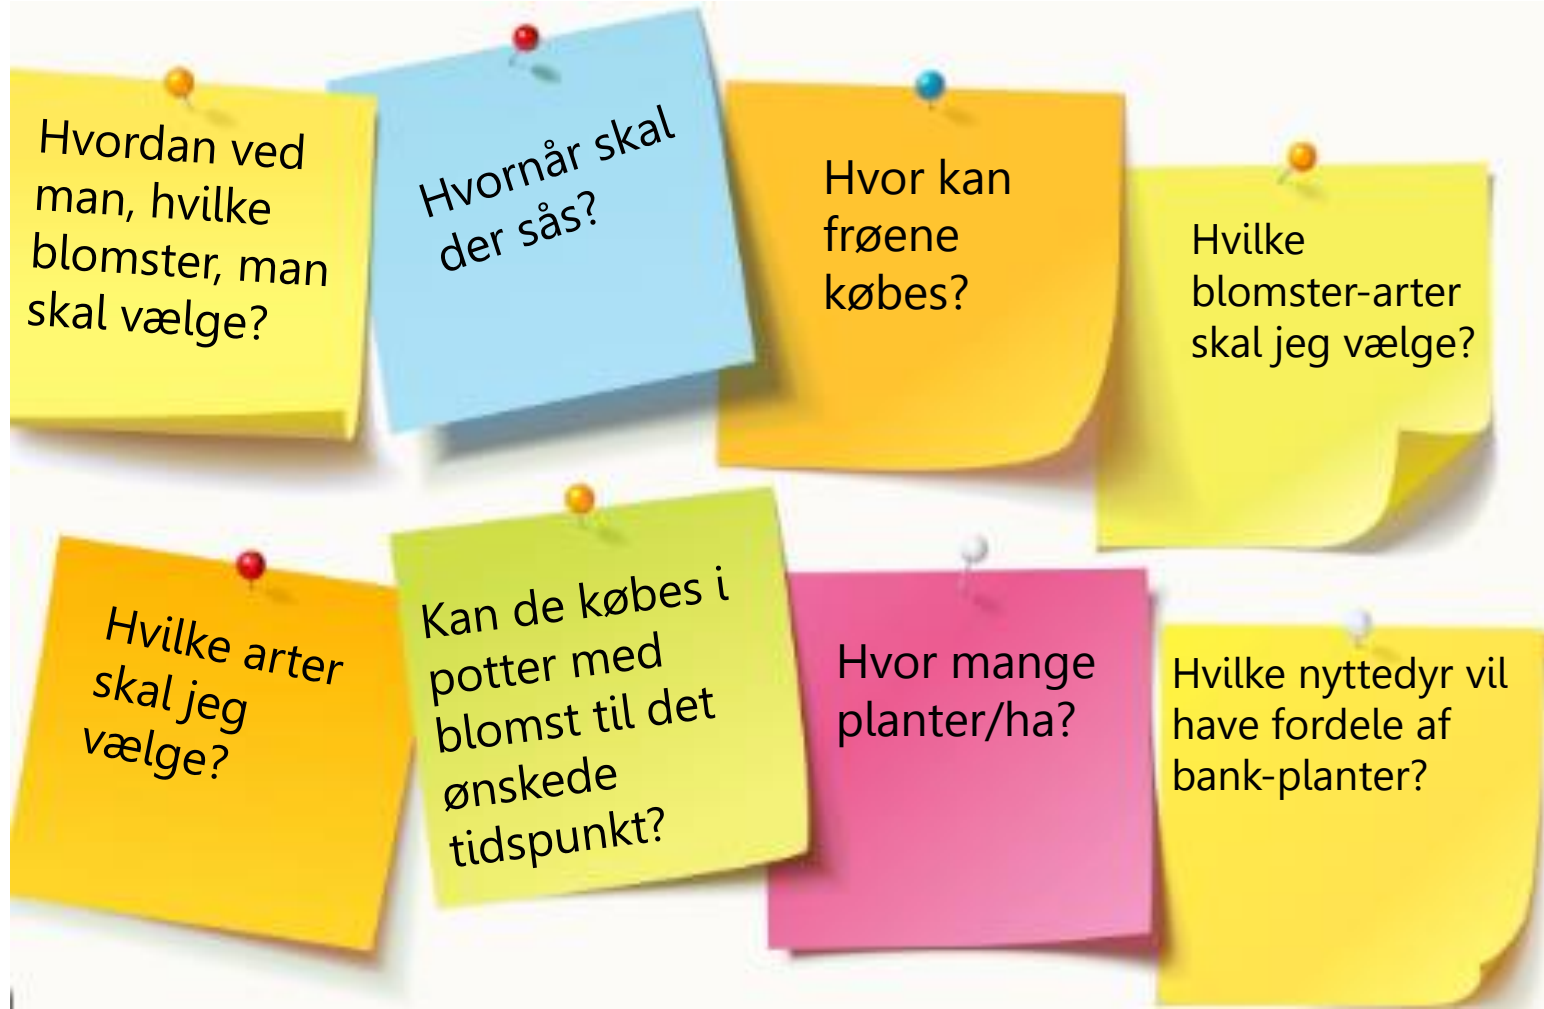 Hvordan ved
man, hvilke
blomster, man
skal vælge?
Hvornår skal
der sås?
Hvor kan
frøene
købes?
Hvilke
blomster-arter
skal jeg vælge?
Hvilke arter
skal jeg
vælge?
Kan de købes i
potter med
blomst til det
ønskede
tidspunkt?
Hvor mange
planter/ha?
Hvilke nyttedyr vil
have fordele af
bank-planter?